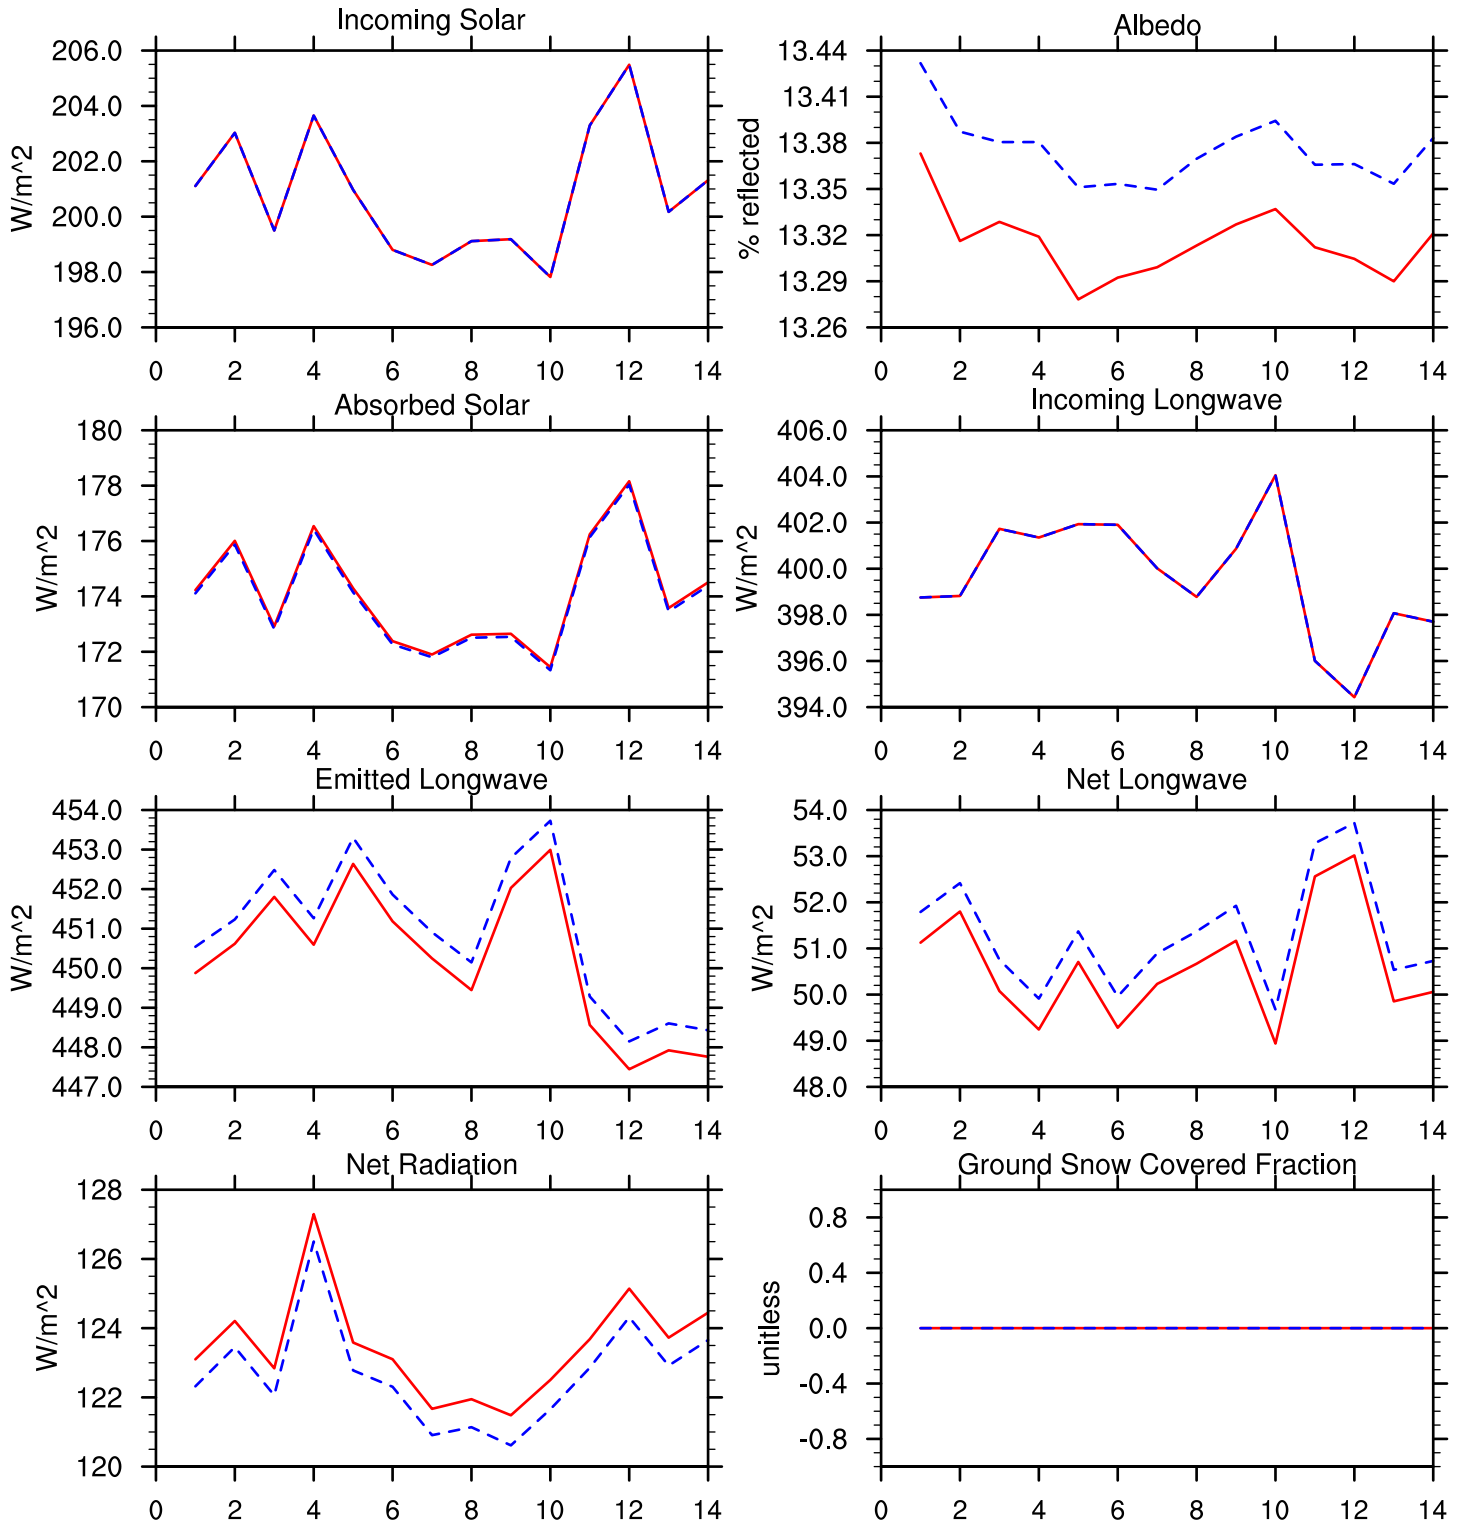 Incoming Solar
W/m^2
206.0
204.0
202.0
200.0
198.0
196.0
0 2 4 6 8 10 12 14
Albedo
% reflected
13.44
13.41
13.38
13.35
13.32
13.29
13.26
0 2 4 6 8 10 12 14
Absorbed Solar
W/m^2
180
178
176
174
172
170
0 2 4 6 8 10 12 14
Incoming Longwave
W/m^2
406.0
404.0
402.0
400.0
398.0
396.0
394.0
0 2 4 6 8 10 12 14
Emitted Longwave
W/m^2
454.0
453.0
452.0
451.0
450.0
449.0
448.0
447.0
0 2 4 6 8 10 12 14
Net Longwave
W/m^2
54.0
53.0
52.0
51.0
50.0
49.0
48.0
0 2 4 6 8 10 12 14
Net Radiation
W/m^2
128
126
124
122
120
0 2 4 6 8 10 12 14
Ground Snow Covered Fraction
unitless
0.8
0.4
0.0
-0.4
-0.8
0 2 4 6 8 10 12 14